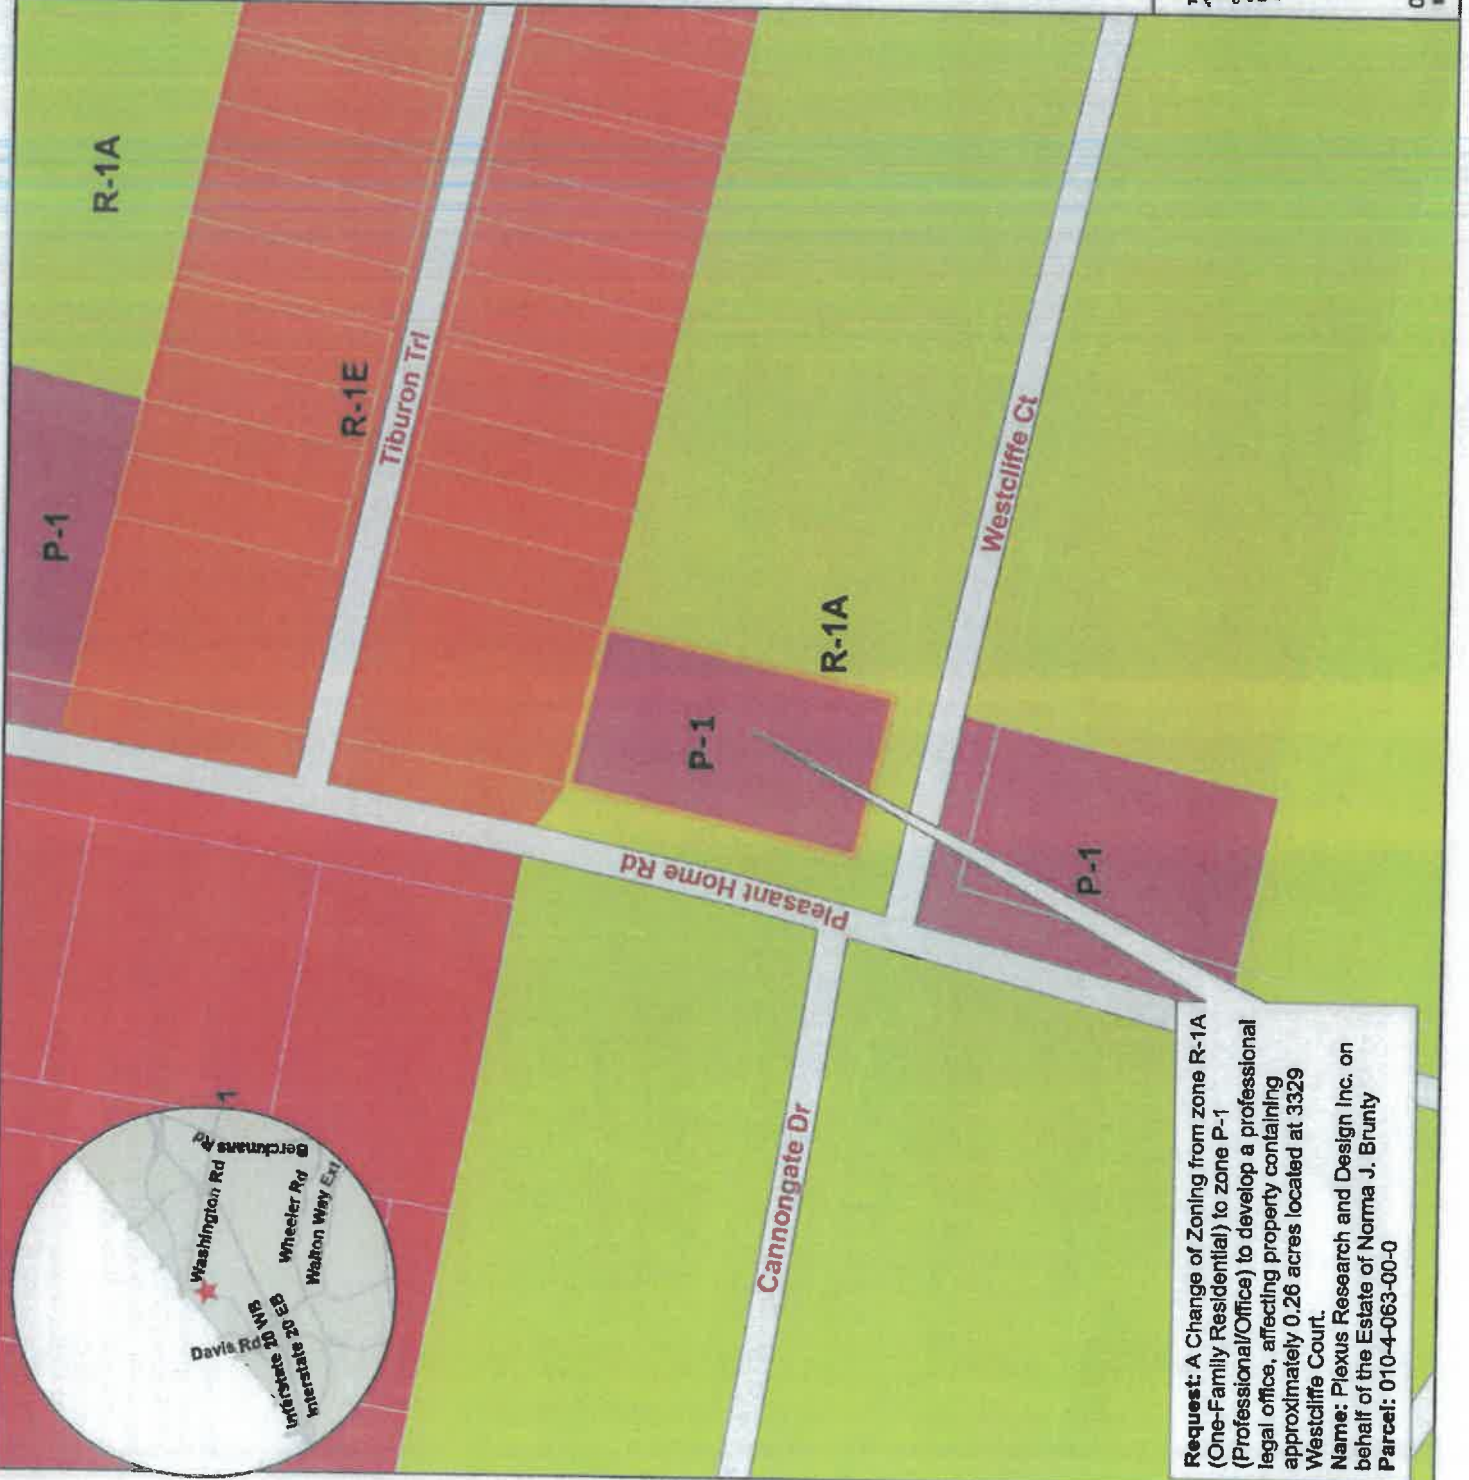 R-1A
P-1
R-1E
Tiburon Trl
P-1
R-1A
Westcliffe Ct
Pleasant Home Rd
P-1
Cannongate Dr
1
Washington Rd
Berckmans Rd
Wheeler Rd
Walton Way Ext
Davis Rd
Interstate 20 WB
Interstate 20 EB
Request: A Change of Zoning from zone R-1A
(One-Family Residential) to zone P-1
(Professional/Office) to develop a professional
legal office, affecting property containing
approximately 0.26 acres located at 3329
Westcliffe Court.
Name: Plexus Research and Design Inc. on
behalf of the Estate of Norma J. Brunty
Parcel: 010-4-063-00-0